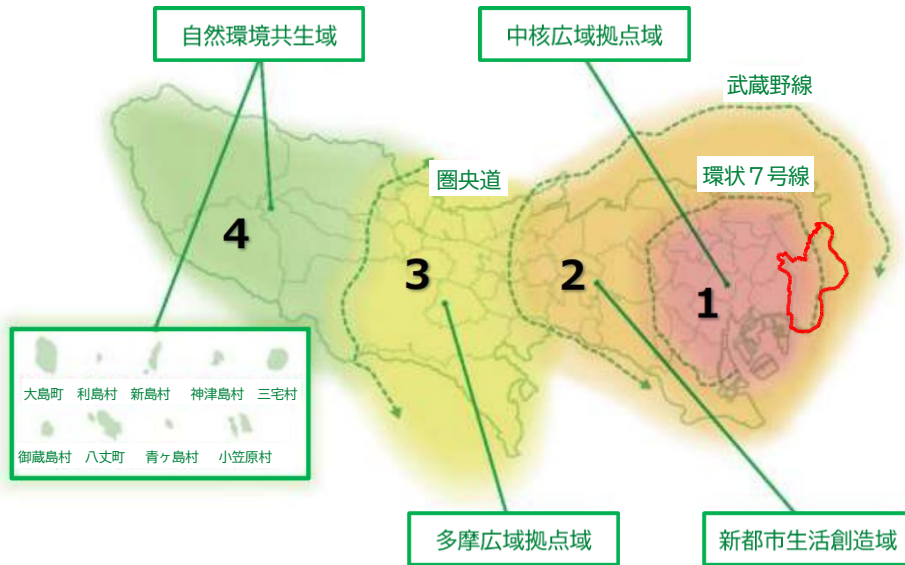 自然環境共生域
中核広域拠点域
武蔵野線
圏央道
環状７号線
4
3
2
1
大島町
利島村
新島村
神津島村
三宅村
御蔵島村
八丈町
青ヶ島村
小笠原村
多摩広域拠点域
新都市生活創造域